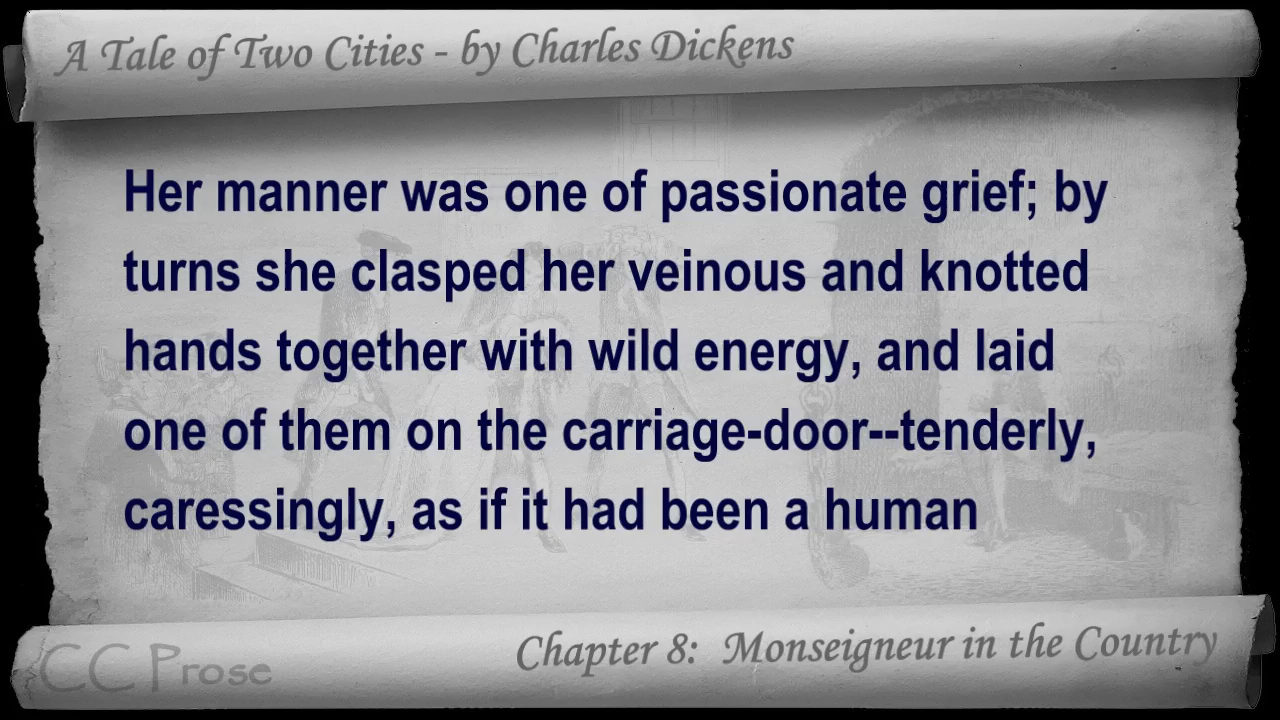 A Tale of Two Cities - by Charles Dickens
Her manner was one of passionate grief; by
turns she clasped her veinous and knotted
hands together with wild energy, and laid
one of them on the carriage-door--tenderly,
caressingly, as if it had been a human
Chapter 8: Monseigneur in the Country
CC Prose